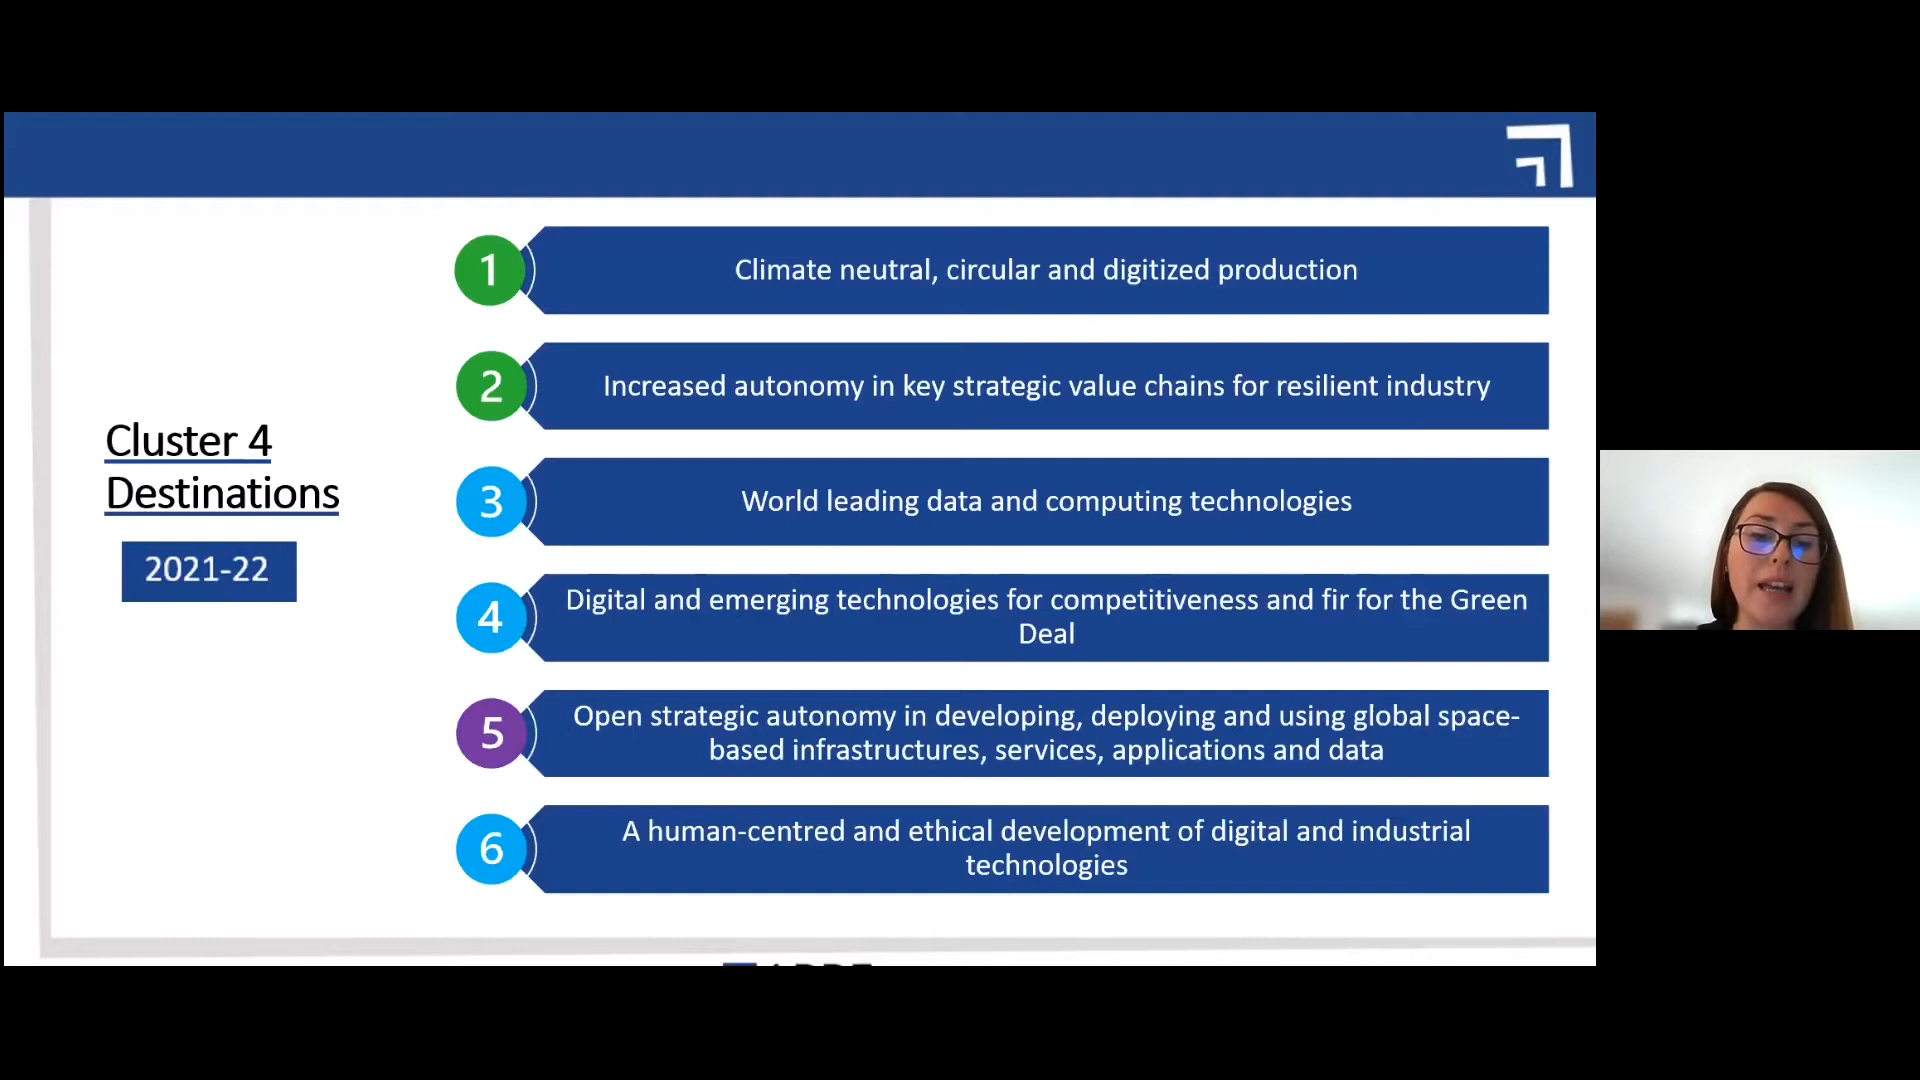 Cluster 4
Destinations
2021-22
1
Climate neutral, circular and digitized production
2
Increased autonomy in key strategic value chains for resilient industry
3
World leading data and computing technologies
4
Digital and emerging technologies for competitiveness and fir for the Green
Deal
5
Open strategic autonomy in developing, deploying and using global space-
based infrastructures, services, applications and data
6
A human-centred and ethical development of digital and industrial
technologies